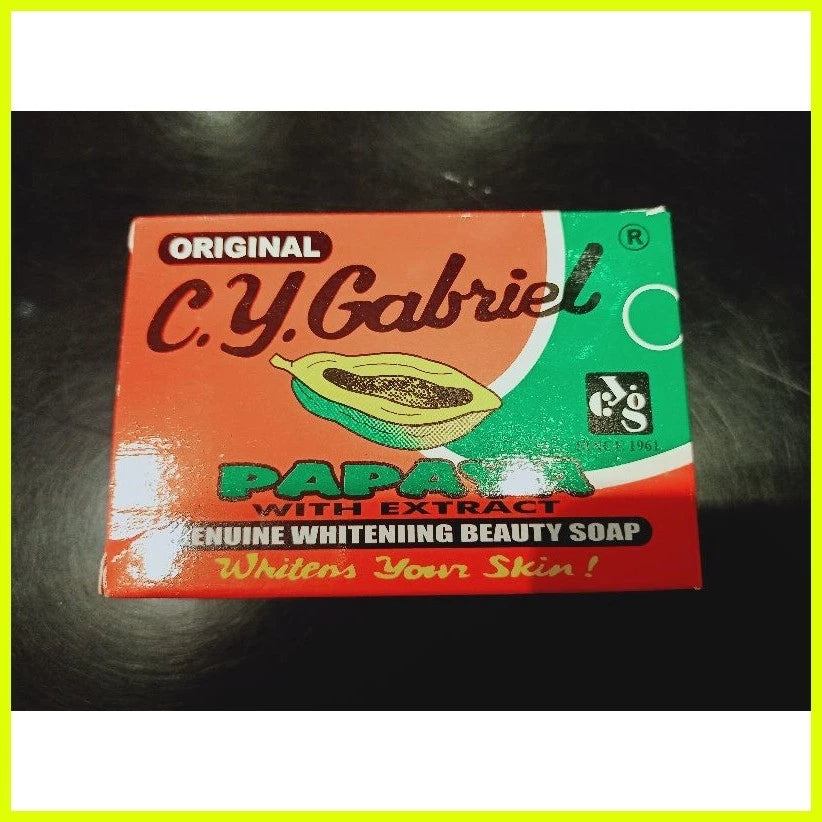 ORIGINAL
®
C.Y. Gabriel
cyg
SINCE 1961
PAPAYA
WITH EXTRACT
ENUINE WHITENIING BEAUTY SOAP
Whitens Your Skin!